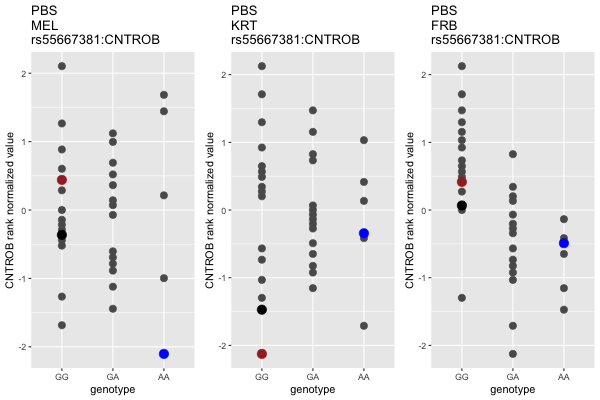 PBS
MEL
rs55667381:CNTROB
CNTROB rank normalized value
2
1
0
-1
-2
GG GA AA
genotype
PBS
KRT
rs55667381:CNTROB
CNTROB rank normalized value
2
1
0
-1
-2
GG GA AA
genotype
PBS
FRB
rs55667381:CNTROB
CNTROB rank normalized value
2
1
0
-1
-2
GG GA AA
genotype